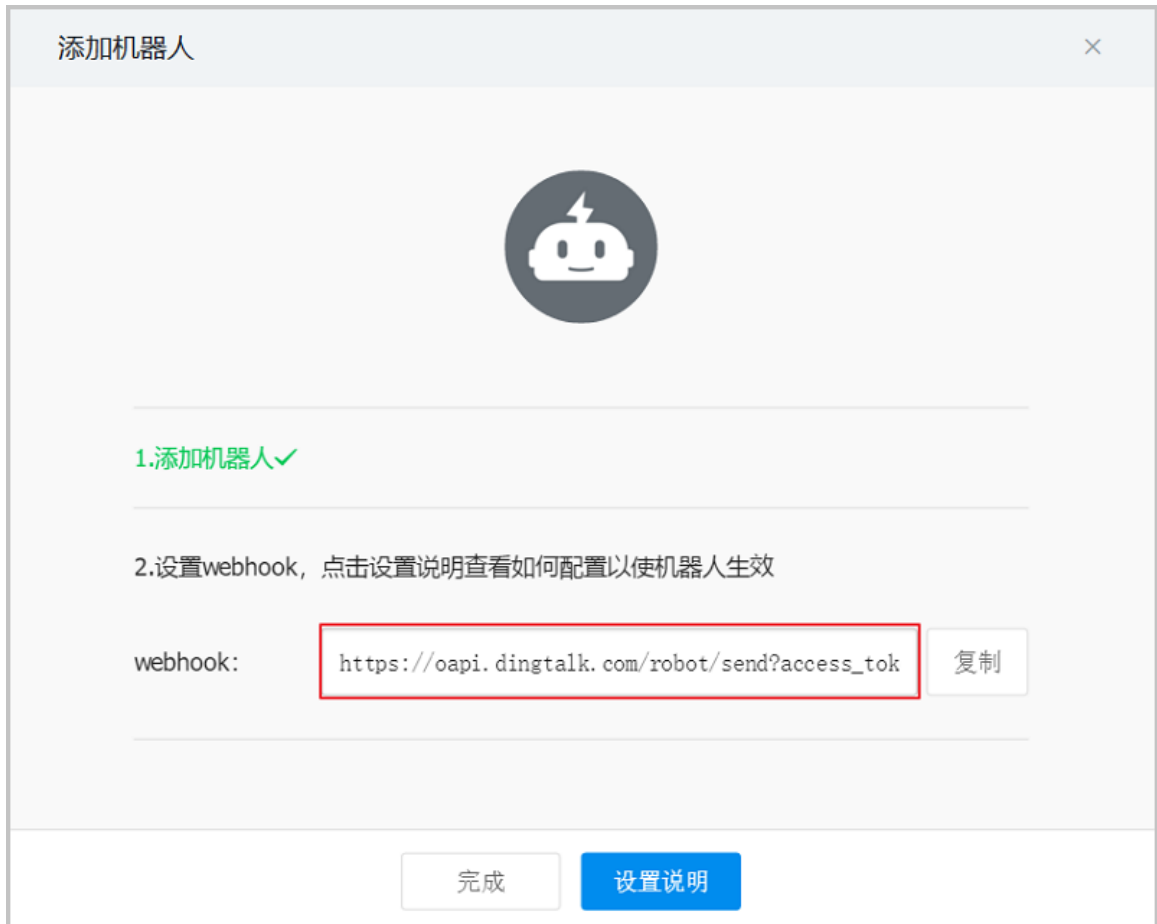 添加机器人
1.添加机器人
2.设置webhook，点击设置说明查看如何配置以使机器人生效
webhook：
https://oapi.dingtalk.com/robot/send?access_tok
复制
完成
设置说明